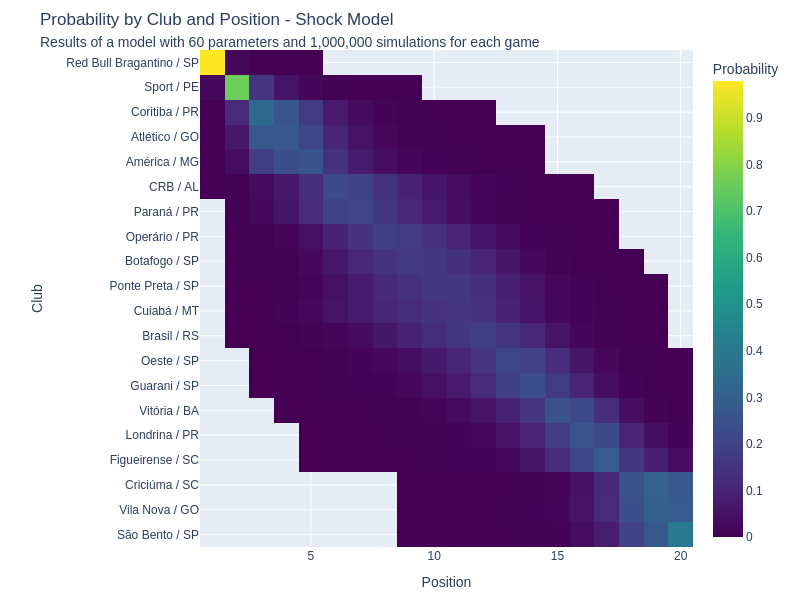 Probability by Club and Position - Shock Model
Results of a model with 60 parameters and 1,000,000 simulations for each game
Probability
Club
Red Bull Bragantino / SP
Sport / PE
Coritiba / PR
Atlético / GO
América / MG
CRB / AL
Paraná / PR
Operário / PR
Botafogo / SP
Ponte Preta / SP
Cuiabá / MT
Brasil / RS
Oeste / SP
Guarani / SP
Vitória / BA
Londrina / PR
Figueirense / SC
Criciúma / SC
Vila Nova / GO
São Bento / SP
5
10
15
20
Position
0.9
0.8
0.7
0.6
0.5
0.4
0.3
0.2
0.1
0